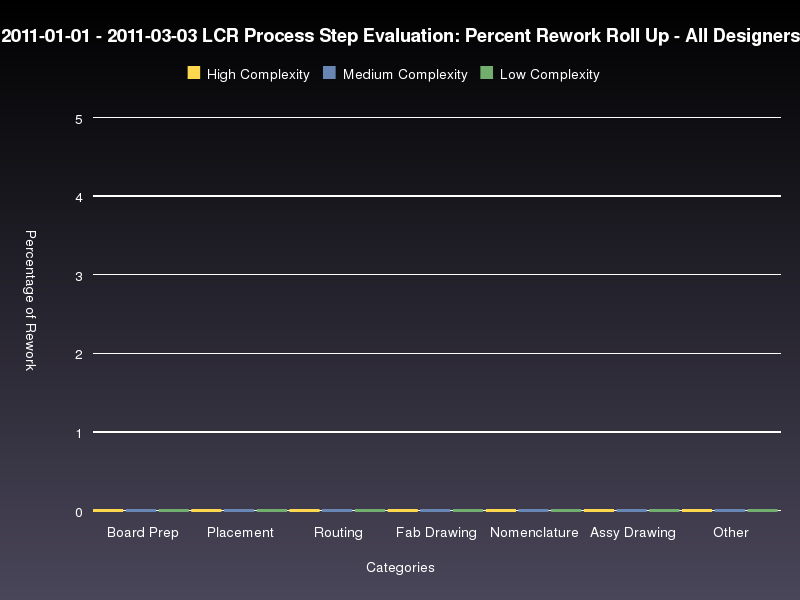 2011-01-01 - 2011-03-03 LCR Process Step Evaluation: Percent Rework Roll Up - All Designers
High Complexity Medium Complexity Low Complexity
5
4
3
2
1
0
Percentage of Rework
Board Prep Placement Routing Fab Drawing Nomenclature Assy Drawing Other
Categories